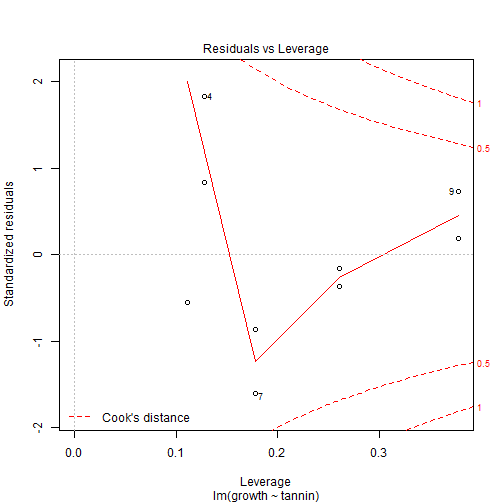 Residuals vs Leverage
Standardized residuals
2
1
0
-1
-2
4
9
7
1
0.5
0.5
1
Cook's distance
0.0 0.1 0.2 0.3
Leverage
lm(growth ~ tannin)